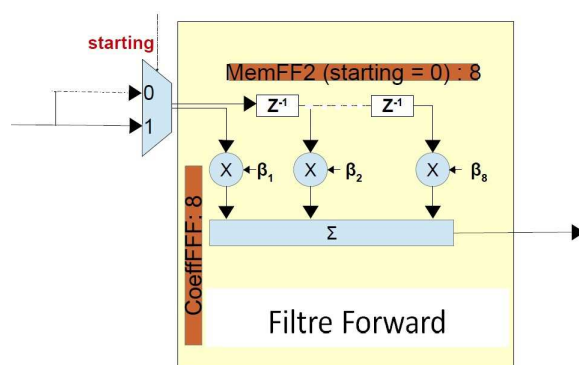 starting
MemFF2 (starting = 0) : 8
0
1
Z-1 Z-1
X β1 X β2 X β8
CoeffFFF: 8
Σ
Filtre Forward